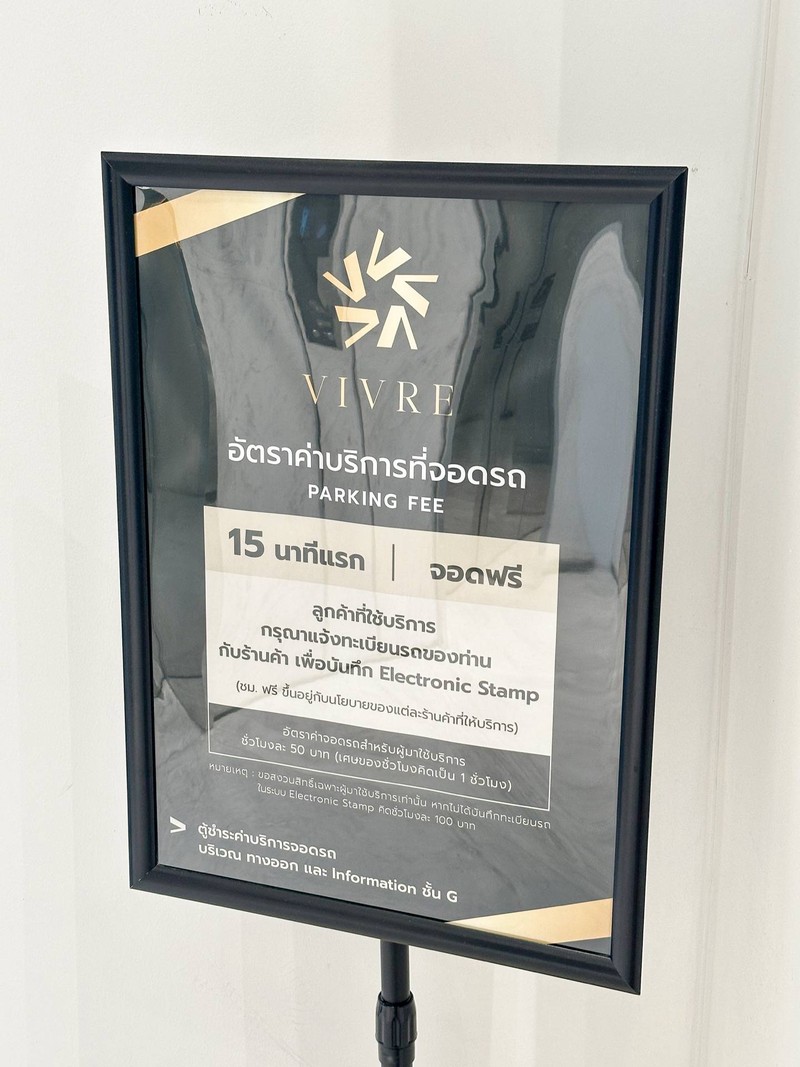 VIVRE
อัตราค่าบริการที่จอดรถ
PARKING FEE
15 นาทีแรก | จอดฟรี
ลูกค้าที่ใช้บริการ
กรุณาแจ้งทะเบียนรถของท่าน
กับร้านค้า เพื่อบันทึก Electronic Stamp
(ชม. ฟรี ขึ้นอยู่กับนโยบายของแต่ละร้านค้าที่ให้บริการ)
อัตราค่าจอดรถสำหรับผู้มาใช้บริการ
ชั่วโมงละ 50 บาท (เศษของชั่วโมงคิดเป็น 1 ชั่วโมง)
หมายเหตุ : ขอสงวนสิทธิ์เฉพาะผู้มาใช้บริการเท่านั้น หากไม่ได้บันทึกทะเบียนรถ
ในระบบ Electronic Stamp คิดชั่วโมงละ 100 บาท
> ตู้ชำระค่าบริการจอดรถ
บริเวณ ทางออก และ Information ชั้น G